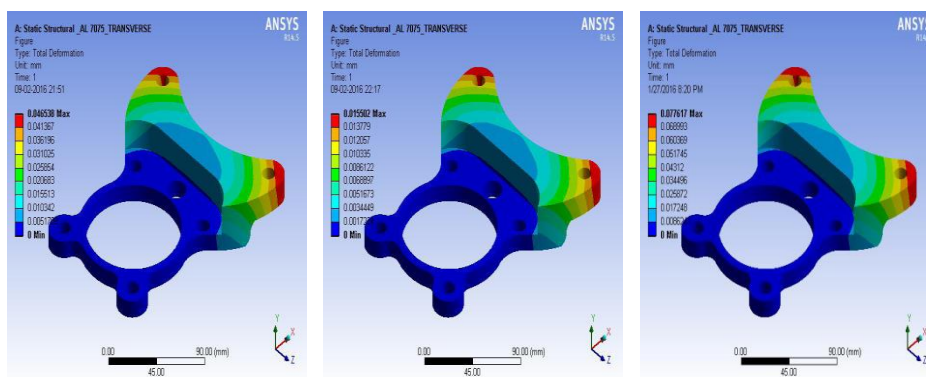 A: Static Structural _AL 7075_TRANSVERSE
Figure
Type: Total Deformation
Unit: mm
Time: 1
09-02-2016 21:51
ANSYS
R14.5
0.046538 Max
0.041367
0.036196
0.031025
0.025854
0.020683
0.015513
0.010342
0 Min
0.00
90.00 (mm)
45.00
Y
X
Z
A: Static Structural _AL 7075_TRANSVERSE
Figure
Type: Total Deformation
Unit: mm
Time: 1
09-02-2016 22:17
ANSYS
R14.5
0.015502 Max
0.013779
0.012057
0.010335
0.0086122
0.0068897
0.0051673
0.0034449
0 Min
0.00
90.00 (mm)
45.00
Y
X
Z
A: Static Structural _AL 7075_TRANSVERSE
Figure
Type: Total Deformation
Unit: mm
Time: 1
1/27/2016 8:20 PM
ANSYS
0.077617 Max
0.068993
0.060369
0.051745
0.04312
0.034496
0.025872
0.017248
0 Min
0.00
90.00 (mm)
45.00
Y
X
Z